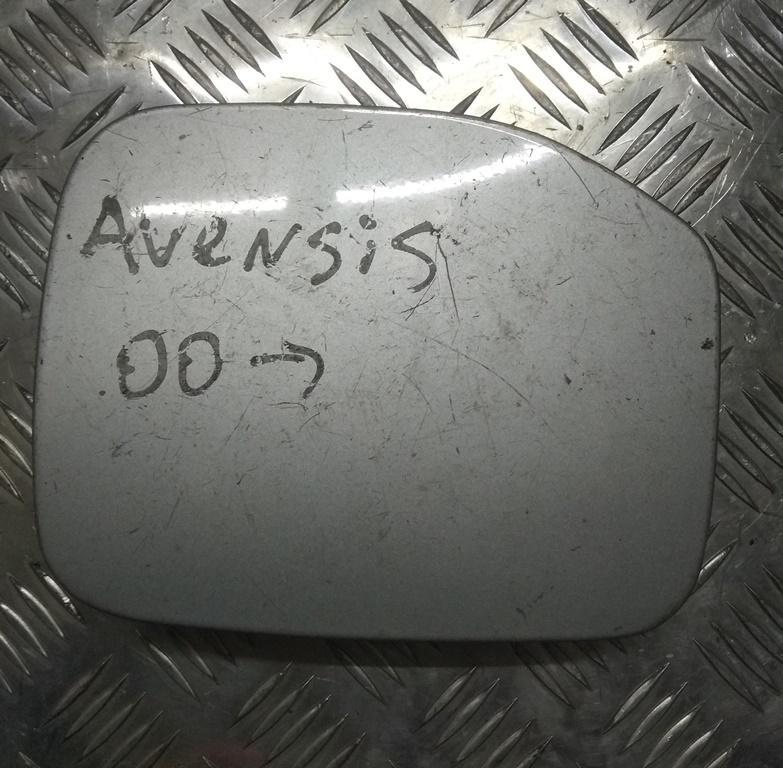 Avensis
.00 →